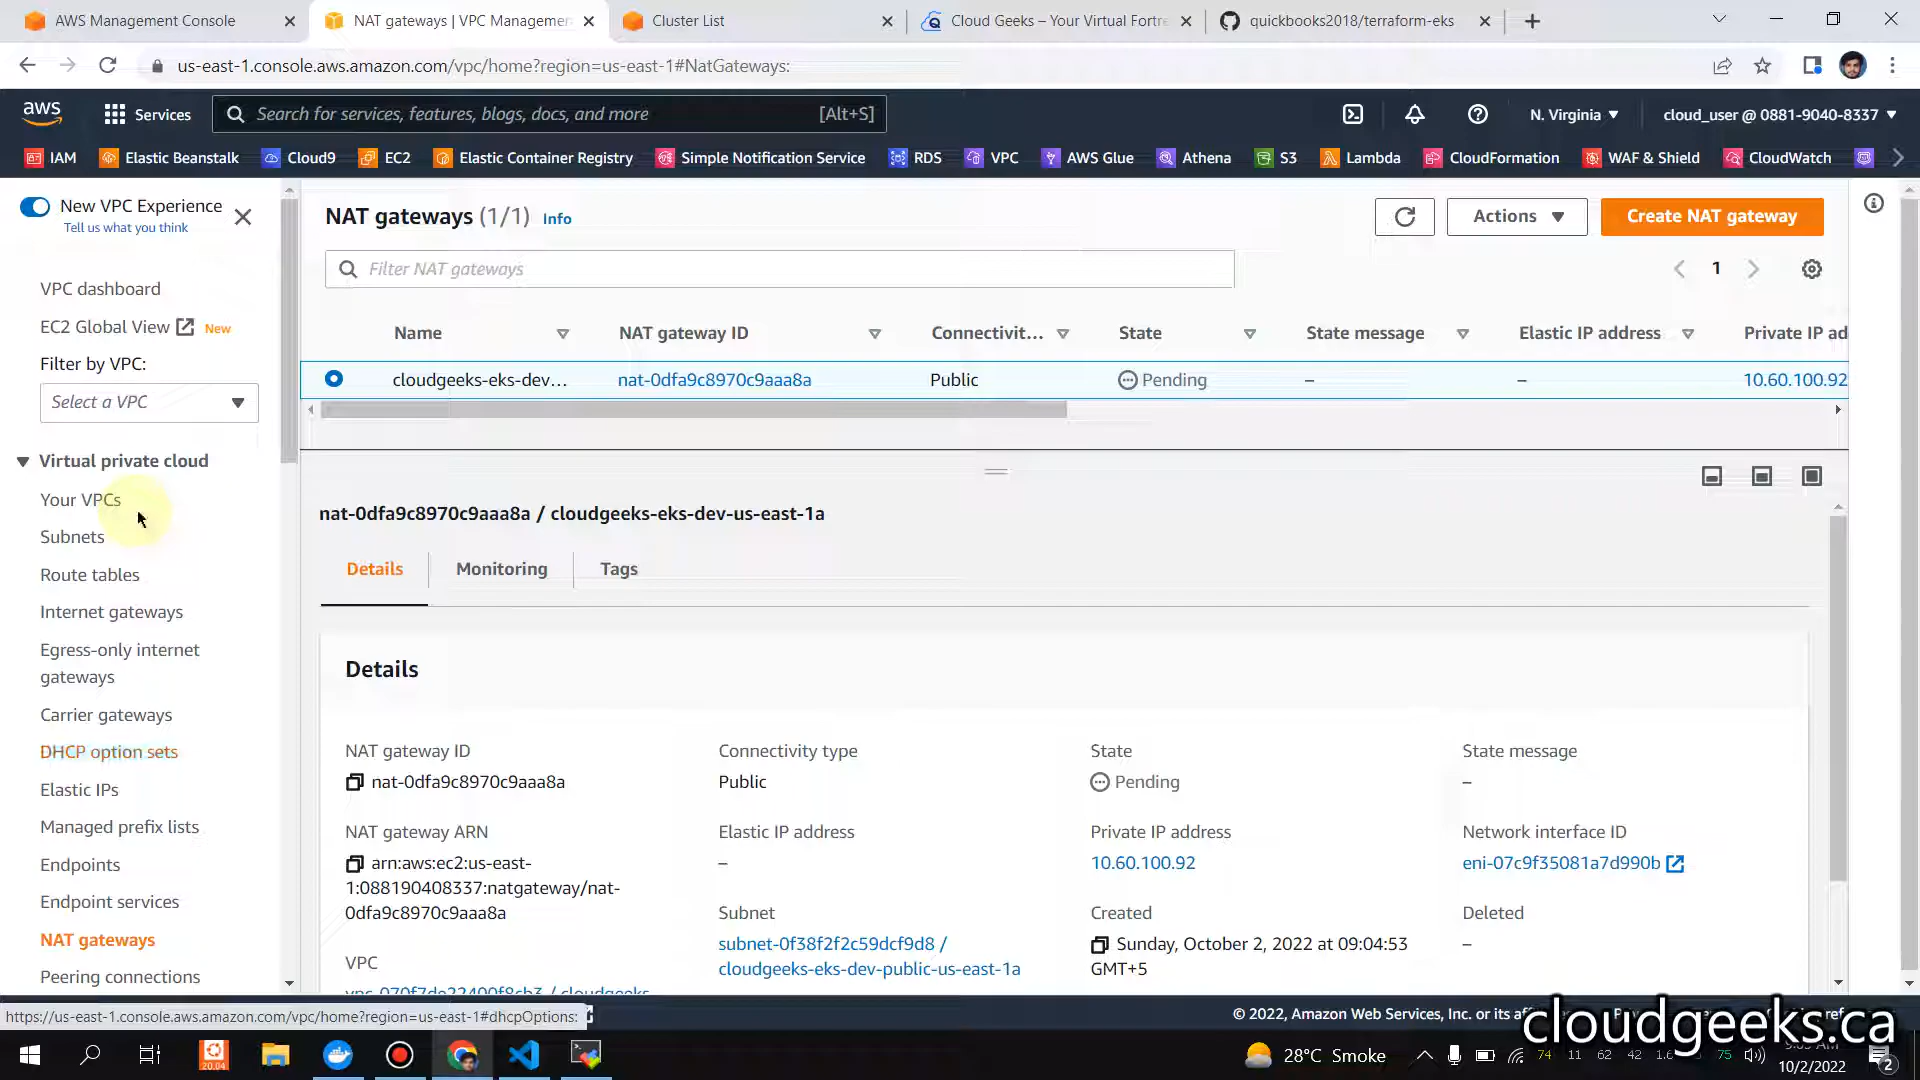 AWS Management Console
NAT gateways | VPC Managemen
Cluster List
Cloud Geeks – Your Virtual Fortre
quickbooks2018/terraform-eks
us-east-1.console.aws.amazon.com/vpc/home?region=us-east-1#NatGateways:
aws
Services
Search for services, features, blogs, docs, and more
[Alt+S]
N. Virginia
cloud_user @ 0881-9040-8337
IAM
Elastic Beanstalk
Cloud9
EC2
Elastic Container Registry
Simple Notification Service
RDS
VPC
AWS Glue
Athena
S3
Lambda
CloudFormation
WAF & Shield
CloudWatch
New VPC Experience
Tell us what you think
VPC dashboard
EC2 Global View New
Filter by VPC:
Select a VPC
Virtual private cloud
Your VPCs
Subnets
Route tables
Internet gateways
Egress-only internet
gateways
Carrier gateways
DHCP option sets
Elastic IPs
Managed prefix lists
Endpoints
Endpoint services
NAT gateways
Peering connections
NAT gateways (1/1) Info
Actions
Create NAT gateway
Filter NAT gateways
1
Name
NAT gateway ID
Connectivit...
State
State message
Elastic IP address
Private IP ad
cloudgeeks-eks-dev...
nat-0dfa9c8970c9aaa8a
Public
Pending
–
–
10.60.100.92
nat-0dfa9c8970c9aaa8a / cloudgeeks-eks-dev-us-east-1a
Details
Monitoring
Tags
Details
NAT gateway ID
nat-0dfa9c8970c9aaa8a
Connectivity type
Public
State
Pending
State message
–
NAT gateway ARN
arn:aws:ec2:us-east-
1:088190408337:natgateway/nat-
0dfa9c8970c9aaa8a
Elastic IP address
–
Private IP address
10.60.100.92
Network interface ID
eni-07c9f35081a7d990b
VPC
vpc-070f7de22400f8cb3 / cloudgeeks
Subnet
subnet-0f38f2f2c59dcf9d8 /
cloudgeeks-eks-dev-public-us-east-1a
Created
Sunday, October 2, 2022 at 09:04:53
GMT+5
Deleted
–
https://us-east-1.console.aws.amazon.com/vpc/home?region=us-east-1#dhcpOptions:
© 2022, Amazon Web Services, Inc. or its
cloudgeeks.ca
20.04
28°C Smoke
74
11
62
42
75
10/2/2022
2